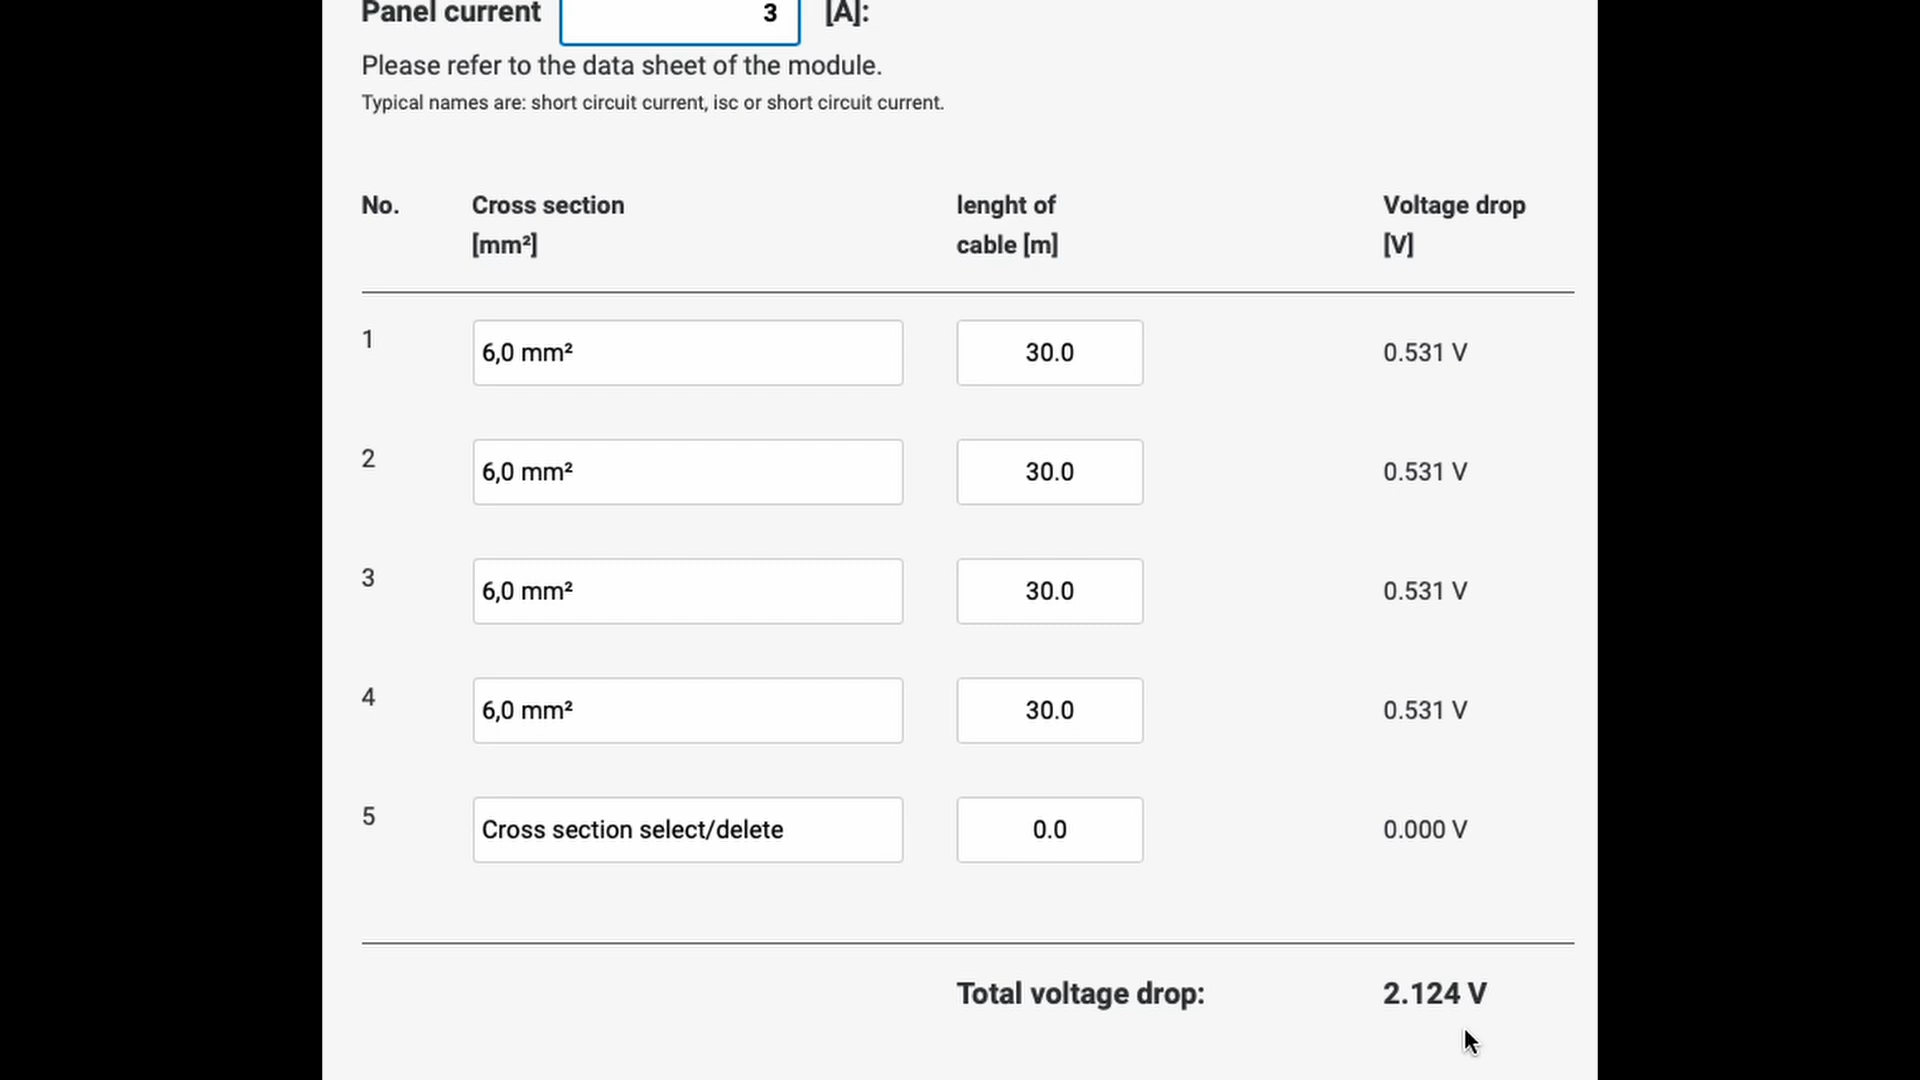 Panel current 3 [A]:
Please refer to the data sheet of the module.
Typical names are: short circuit current, isc or short circuit current.
No. Cross section [mm²] lenght of cable [m] Voltage drop [V]
1 6,0 mm² 30.0 0.531 V
2 6,0 mm² 30.0 0.531 V
3 6,0 mm² 30.0 0.531 V
4 6,0 mm² 30.0 0.531 V
5 Cross section select/delete 0.0 0.000 V
Total voltage drop: 2.124 V